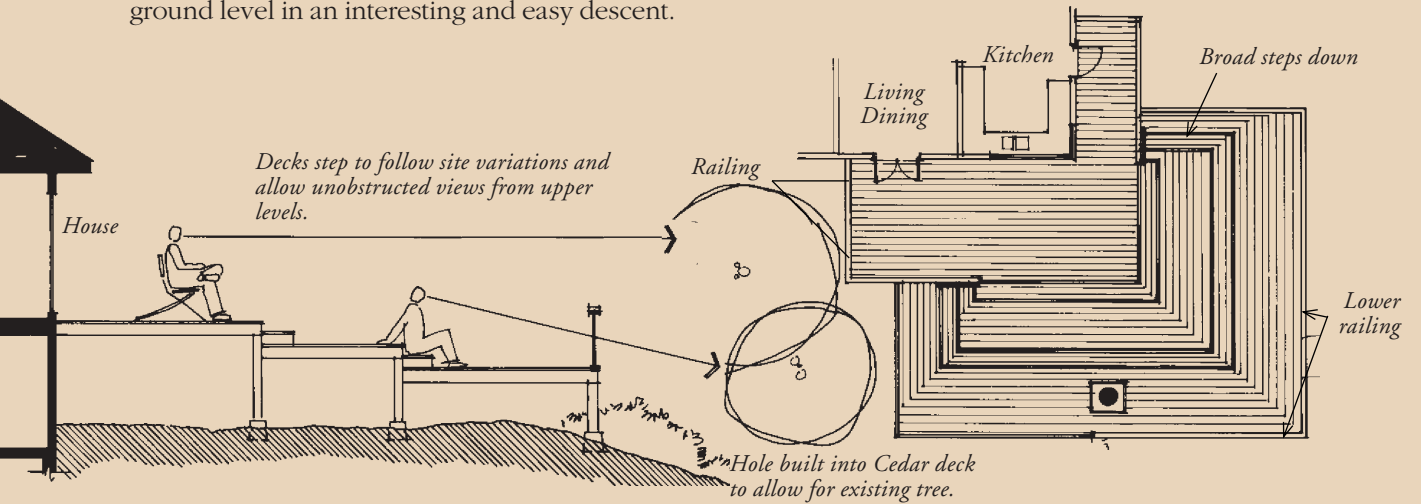 ground level in an interesting and easy descent.
Kitchen
Broad steps down
Living
Dining
Decks step to follow site variations and
allow unobstructed views from upper
levels.
Railing
House
Lower
railing
Hole built into Cedar deck
to allow for existing tree.